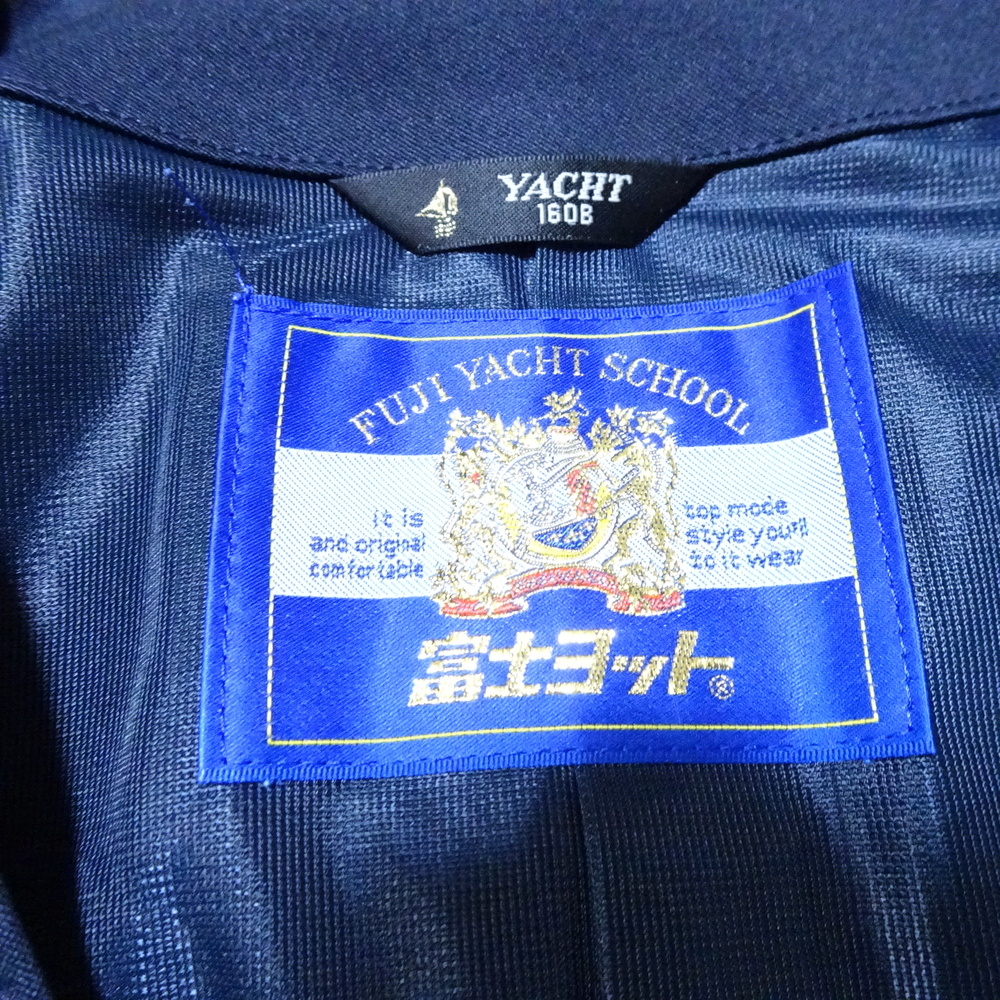 YACHT
160B
FUJI YACHT SCHOOL
it is
and original
comfortable
top mode
style you'll
to it wear
富士ヨット®